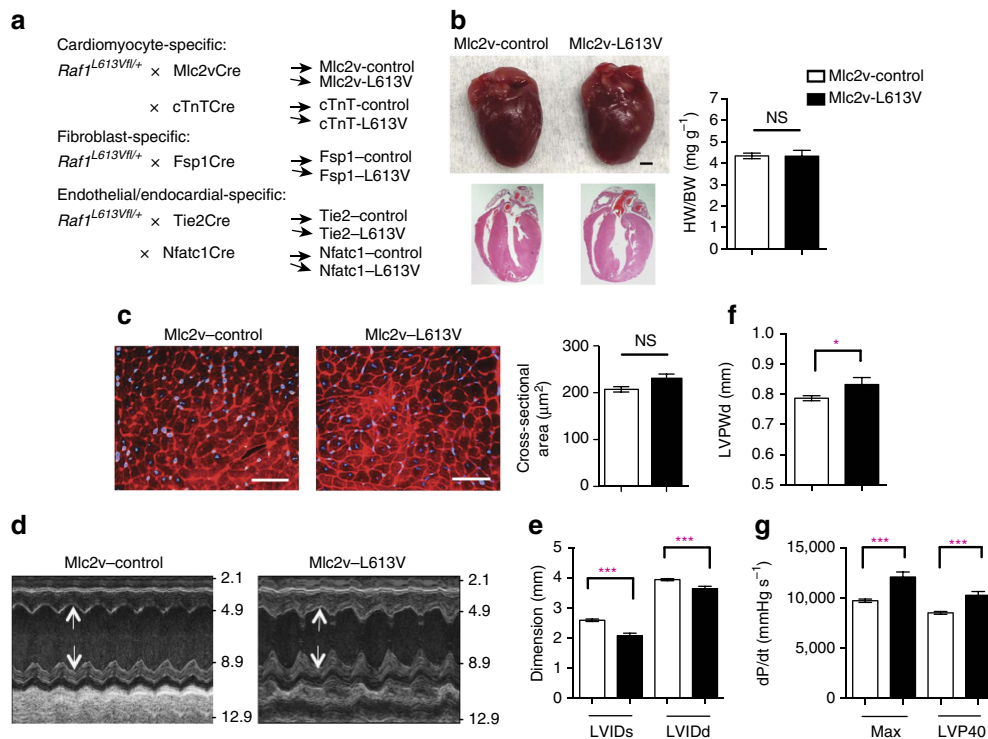 a
Cardiomyocyte-specific:
Raf1L613Vfl/+ × Mlc2vCre
Mlc2v-control
Mlc2v-L613V
× cTnTCre
cTnT-control
cTnT-L613V
Fibroblast-specific:
Raf1L613Vfl/+ × Fsp1Cre
Fsp1–control
Fsp1–L613V
Endothelial/endocardial-specific:
Raf1L613Vfl/+ × Tie2Cre
Tie2–control
Tie2–L613V
× Nfatc1Cre
Nfatc1–control
Nfatc1–L613V
b
Mlc2v-control Mlc2v-L613V
Mlc2v-control
Mlc2v-L613V
HW/BW (mg g–1)
7
6
5
4
3
2
1
0
NS
c
Mlc2v–control Mlc2v–L613V
Cross-sectional
area (μm2)
300
200
100
0
NS
f
LVPWd (mm)
1.0
0.9
0.8
0.7
0.6
0.5
*
d
Mlc2v–control Mlc2v–L613V
2.1
4.9
8.9
12.9
2.1
4.9
8.9
12.9
e
Dimension (mm)
5
4
3
2
1
0
***
***
LVIDs LVIDd
g
dP/dt (mmHg s–1)
15,000
10,000
5,000
0
***
***
Max LVP40